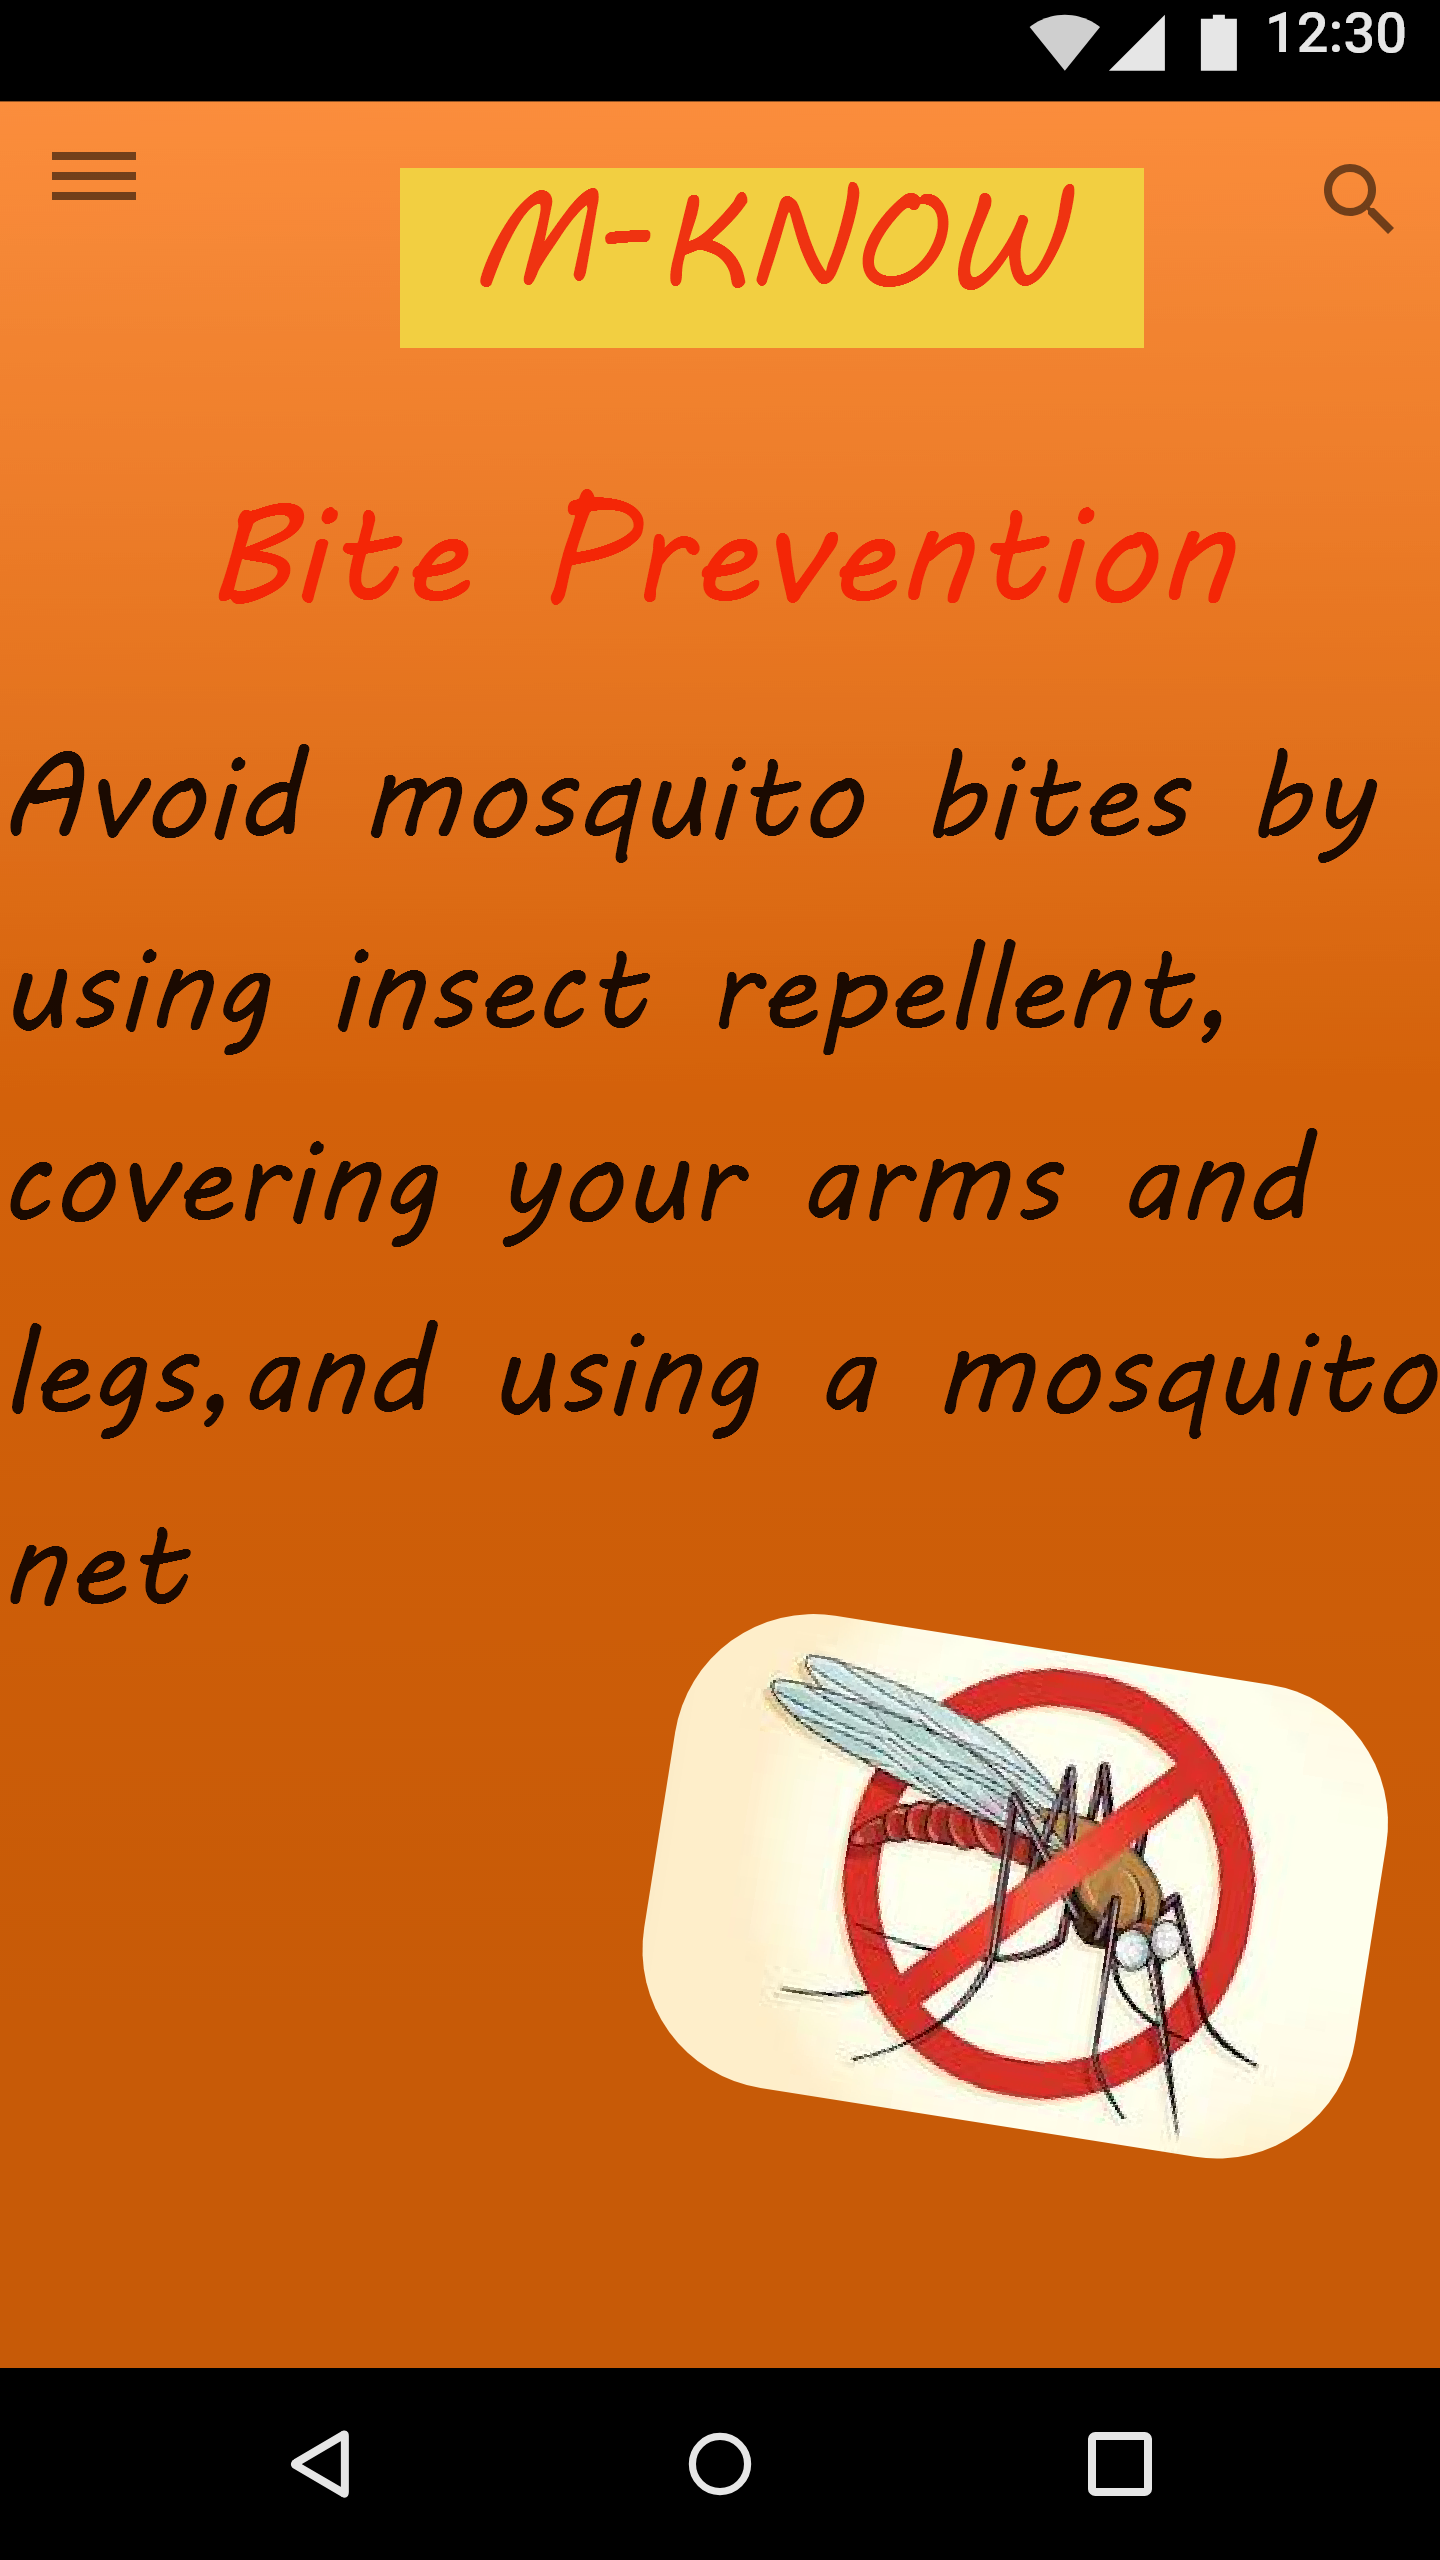 12:30
M-KNOW
Bite Prevention
Avoid mosquito bites by
using insect repellent,
covering your arms and
legs,and using a mosquito
net